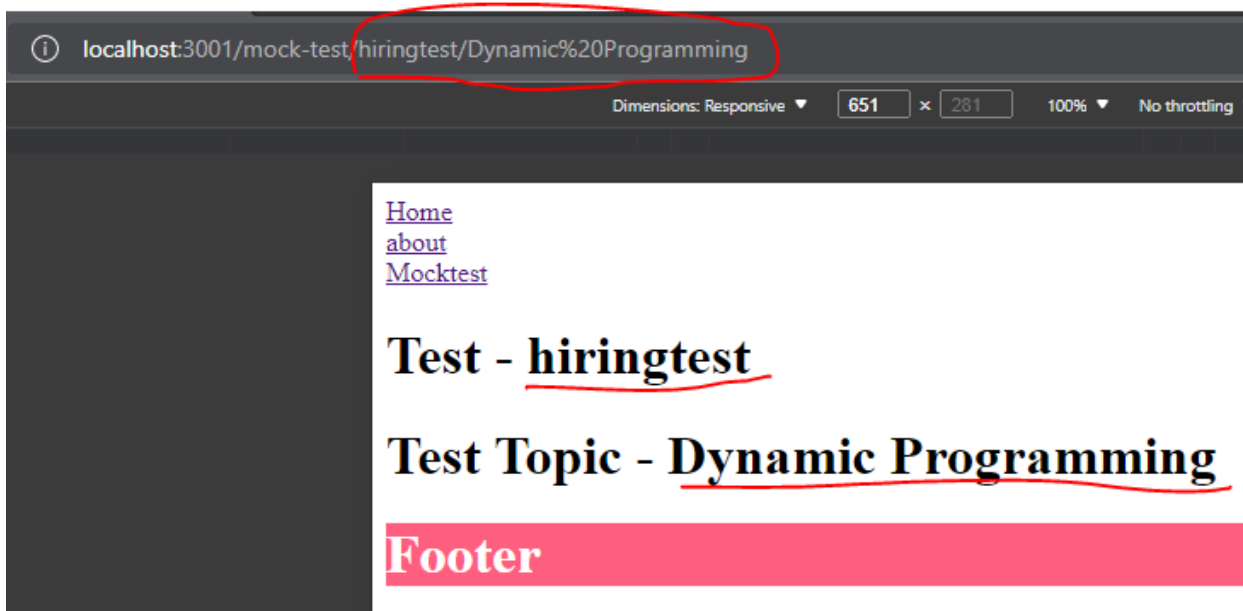 localhost:3001/mock-test/hiringtest/Dynamic%20Programming
Dimensions: Responsive ▼ 651 × 281 100% ▼ No throttling
Home
about
Mocktest
Test - hiringtest
Test Topic - Dynamic Programming
Footer